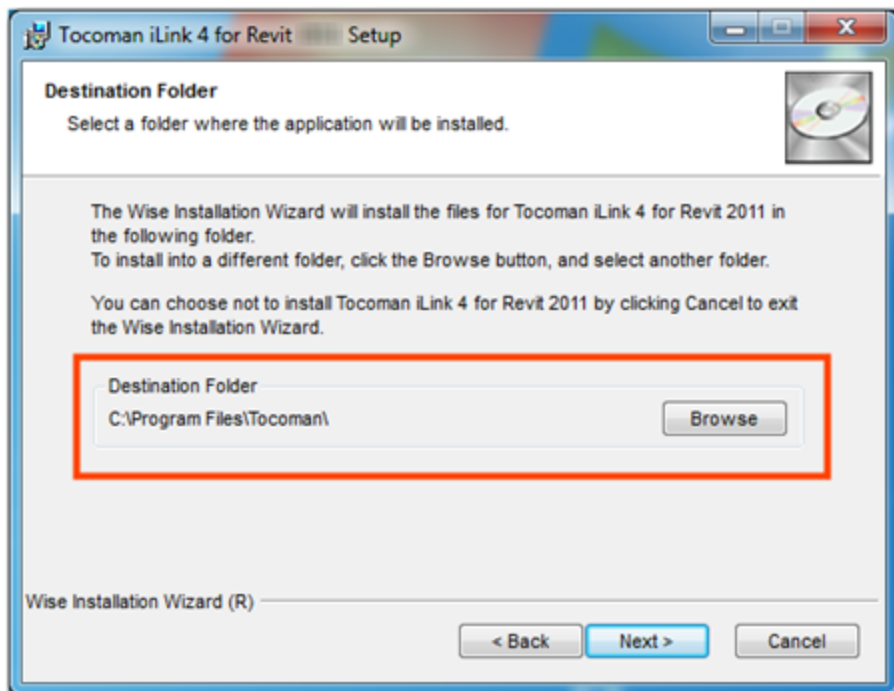 Tocoman iLink 4 for Revit Setup
Destination Folder
Select a folder where the application will be installed.
The Wise Installation Wizard will install the files for Tocoman iLink 4 for Revit 2011 in
the following folder.
To install into a different folder, click the Browse button, and select another folder.
You can choose not to install Tocoman iLink 4 for Revit 2011 by clicking Cancel to exit
the Wise Installation Wizard.
Destination Folder
C:\Program Files\Tocoman\
Browse
Wise Installation Wizard (R)
< Back
Next >
Cancel